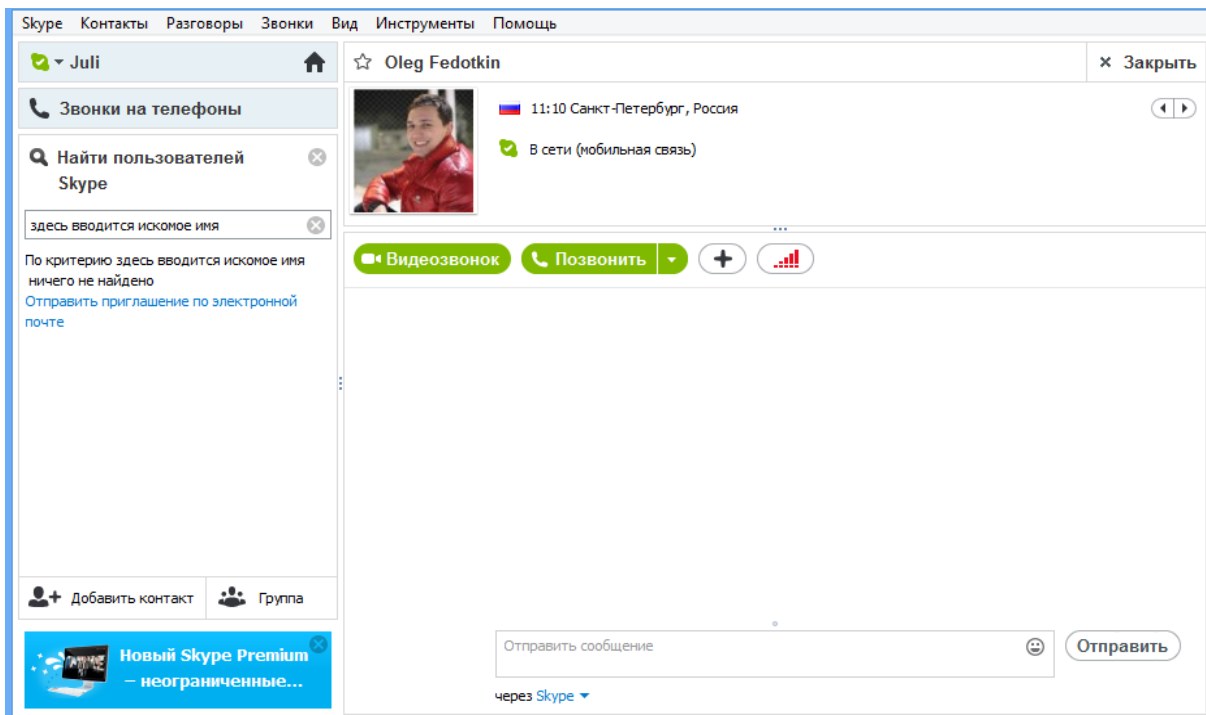 Skype Контакты Разговоры Звонки Вид Инструменты Помощь
Juli
Звонки на телефоны
Найти пользователей
Skype
здесь вводится искомое имя
По критерию здесь вводится искомое имя
ничего не найдено
Отправить приглашение по электронной
почте
Добавить контакт Группа
Новый Skype Premium
– неограниченные...
Oleg Fedotkin
× Закрыть
11:10 Санкт-Петербург, Россия
В сети (мобильная связь)
Видеозвонок Позвонить
Отправить сообщение
Отправить
через Skype